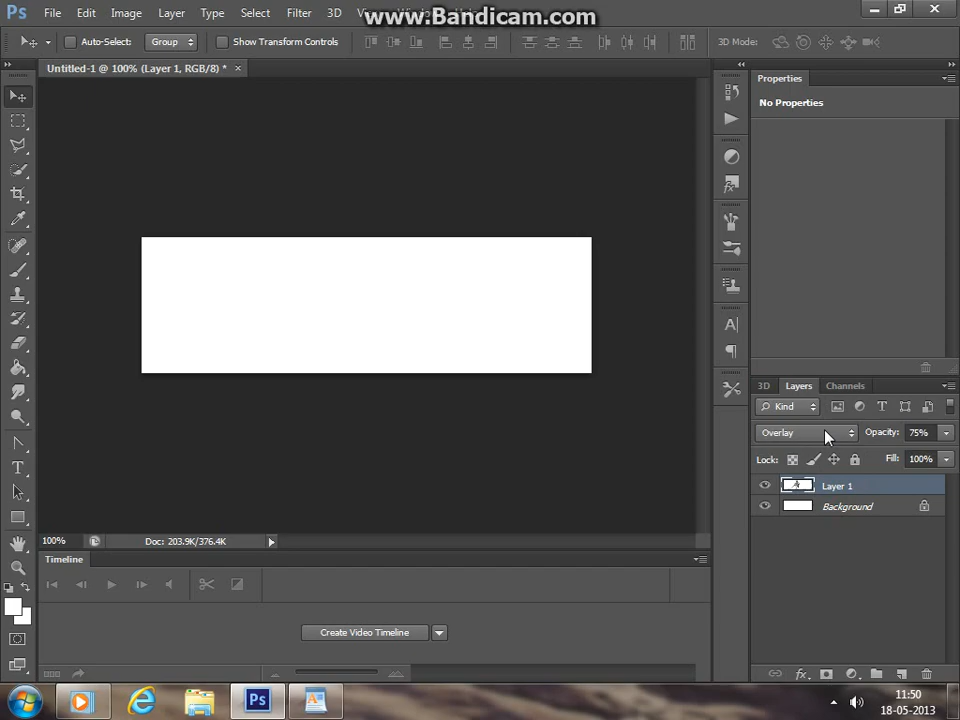 Ps File Edit Image Layer Type Select Filter 3D
www.Bandicam.com
Auto-Select: Group Show Transform Controls 3D Mode:
Untitled-1 @ 100% (Layer 1, RGB/8) * ×
Properties
No Properties
3D Layers Channels
Kind
Overlay Opacity: 75%
Lock: Fill: 100%
Layer 1
Background
100% Doc: 203.9K/376.4K
Timeline
Create Video Timeline
Ps
11:50
18-05-2013